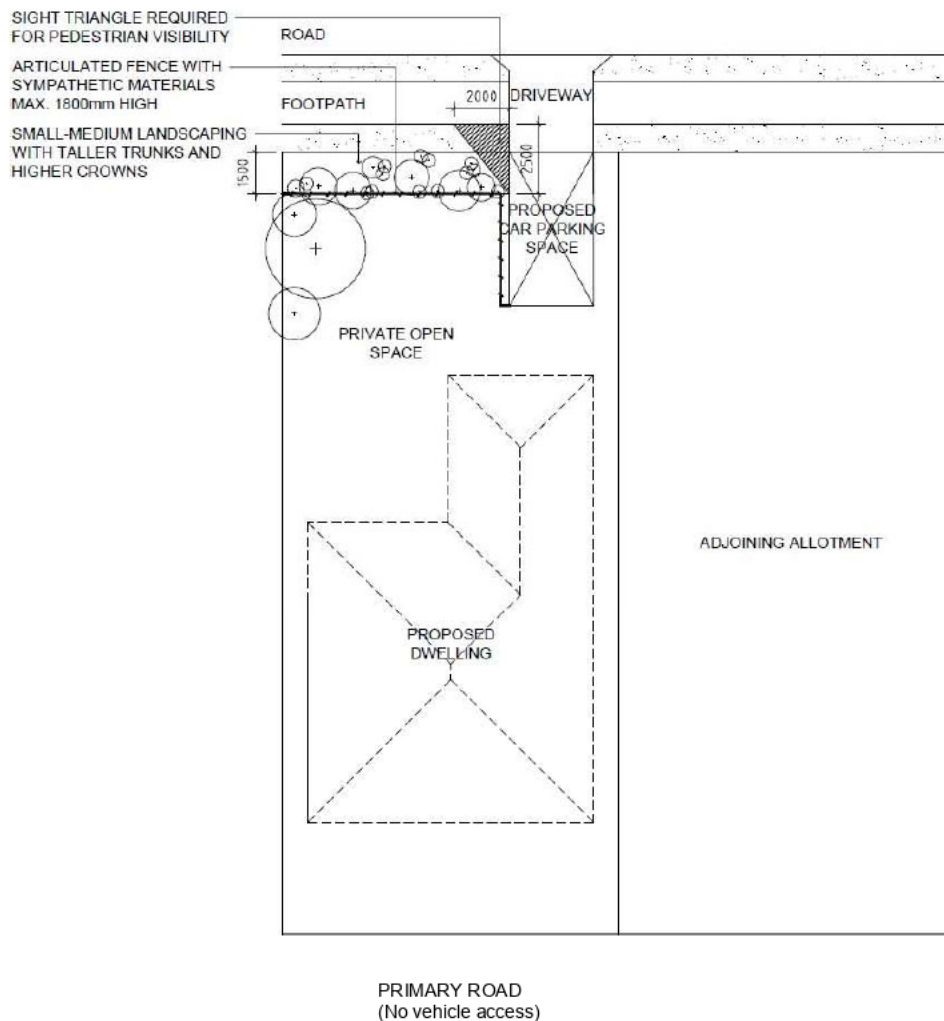 SIGHT TRIANGLE REQUIRED
FOR PEDESTRIAN VISIBILITY
ROAD
ARTICULATED FENCE WITH
SYMPATHETIC MATERIALS
MAX. 1800mm HIGH
2000
DRIVEWAY
FOOTPATH
SMALL-MEDIUM LANDSCAPING
WITH TALLER TRUNKS AND
HIGHER CROWNS
1500
2500
PROPOSED
CAR PARKING
SPACE
PRIVATE OPEN
SPACE
ADJOINING ALLOTMENT
PROPOSED
DWELLING
PRIMARY ROAD
(No vehicle access)